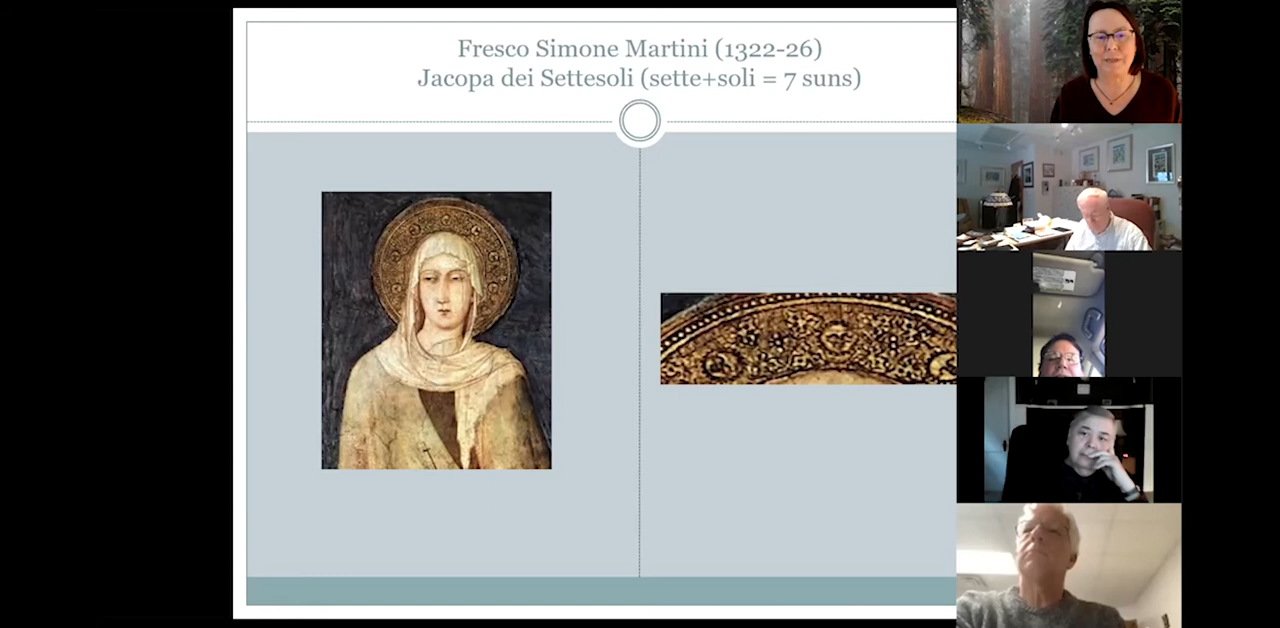 Fresco Simone Martini (1322-26)
Jacopa dei Settesoli (sette+soli = 7 suns)